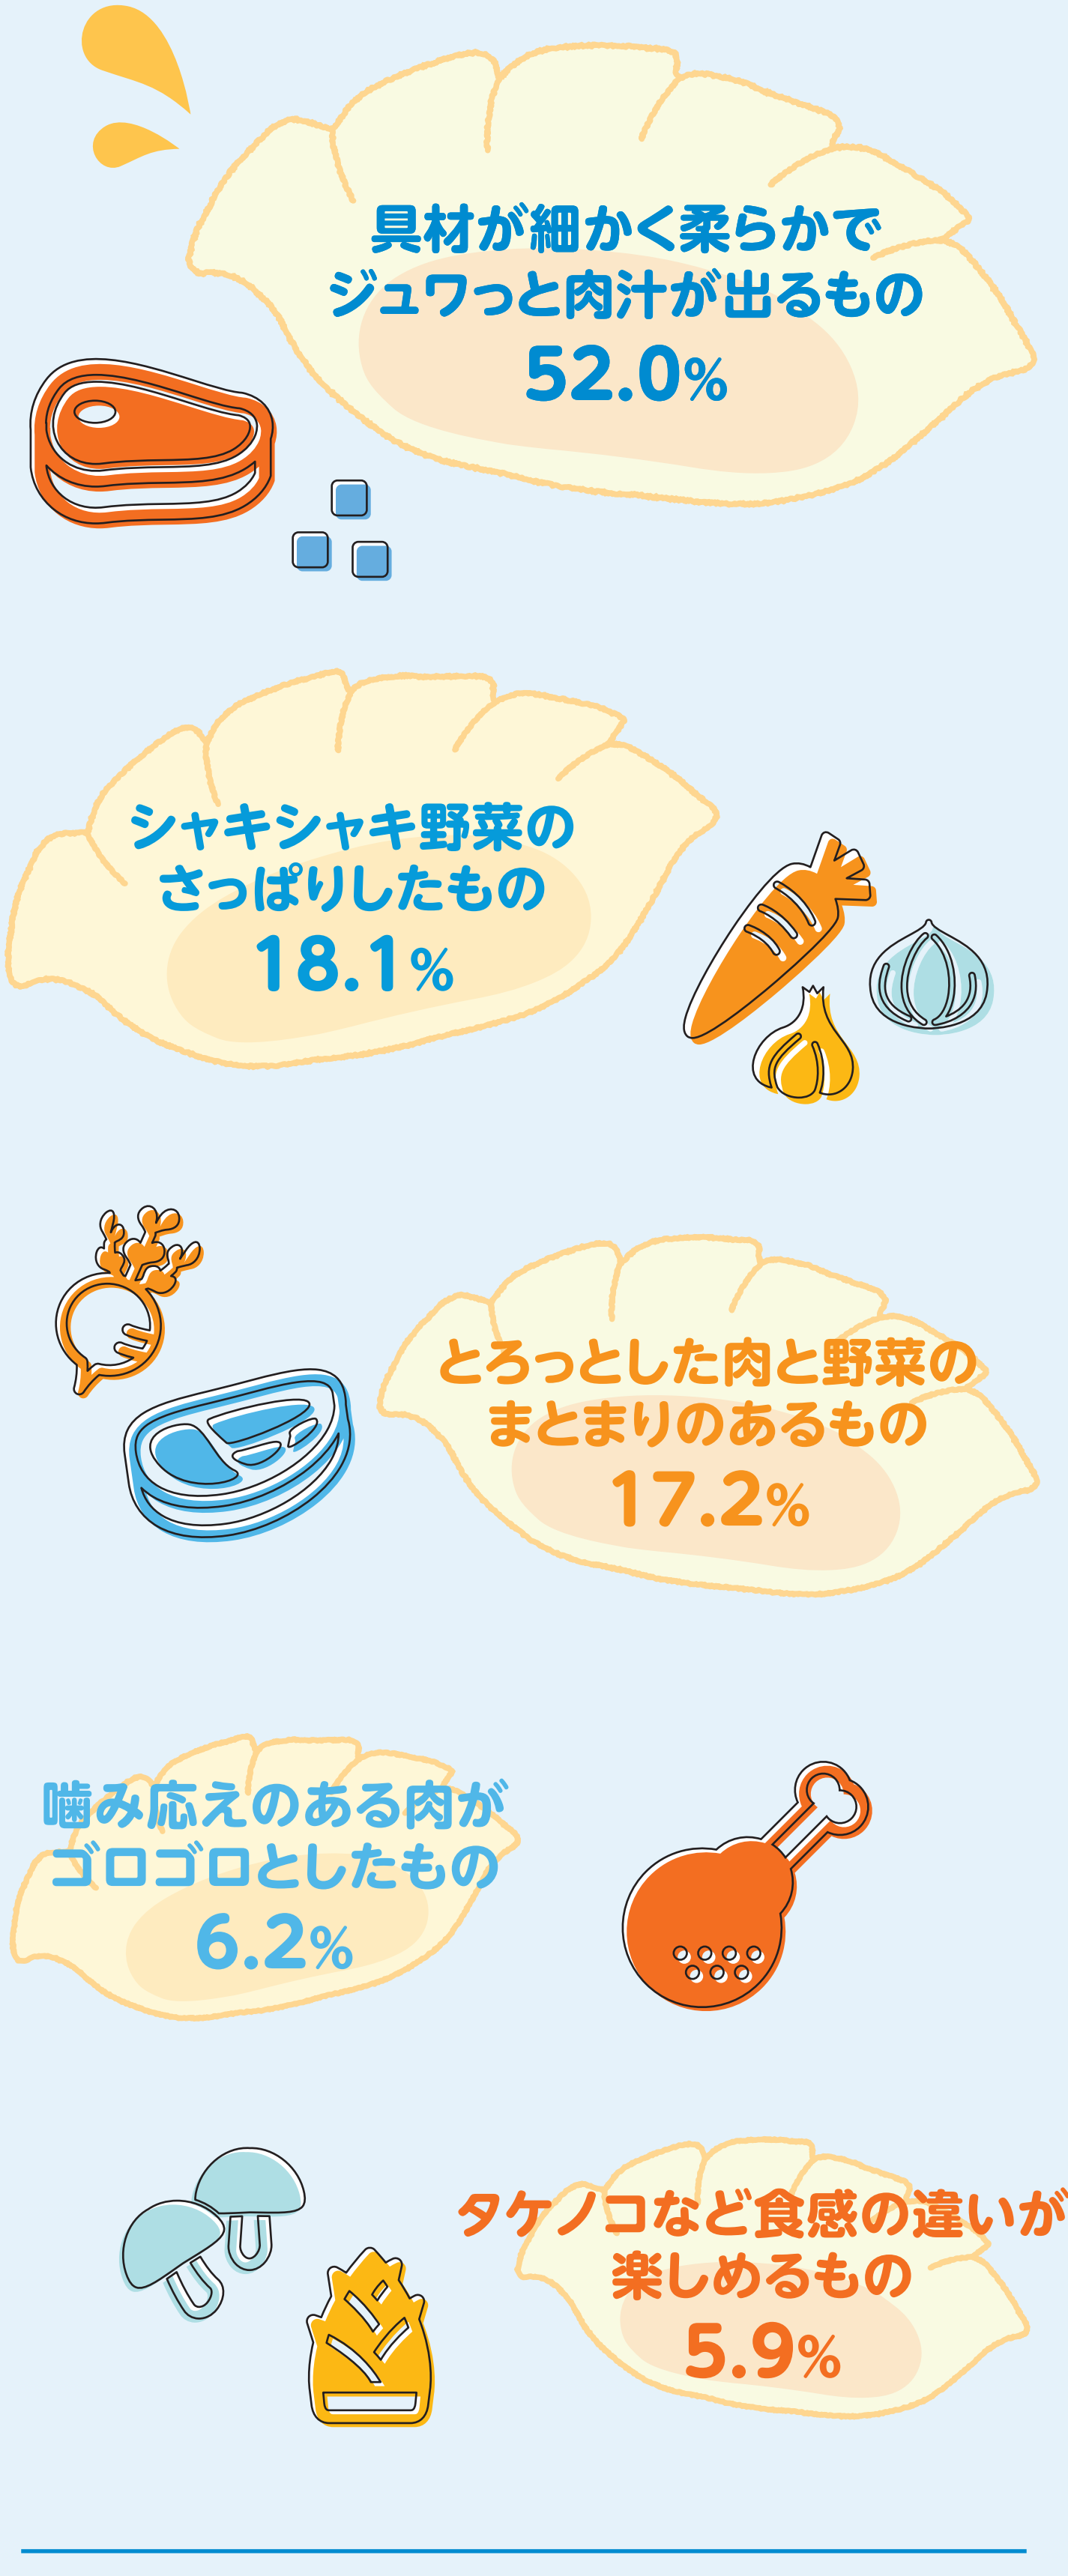 具材が細かく柔らかで
ジュワっと肉汁が出るもの
52.0%
シャキシャキ野菜の
さっぱりしたもの
18.1%
とろっとした肉と野菜の
まとまりのあるもの
17.2%
噛み応えのある肉が
ゴロゴロとしたもの
6.2%
タケノコなど食感の違いが
楽しめるもの
5.9%